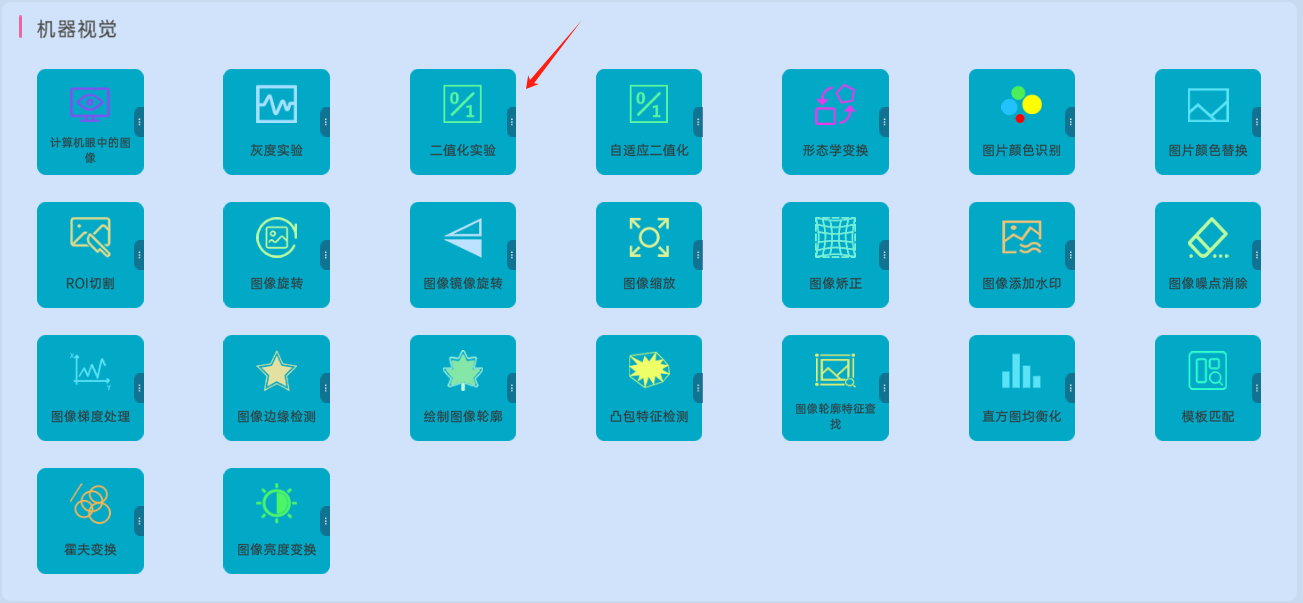 机器视觉
计算机眼中的图
像
灰度实验
0/1
二值化实验
0/1
自适应二值化
形态学变换
图片颜色识别
图片颜色替换
ROI切割
图像旋转
图像镜像旋转
图像缩放
图像矫正
图像添加水印
图像噪点消除
X
Y
图像梯度处理
图像边缘检测
绘制图像轮廓
凸包特征检测
图像轮廓特征查
找
直方图均衡化
模板匹配
霍夫变换
图像亮度变换